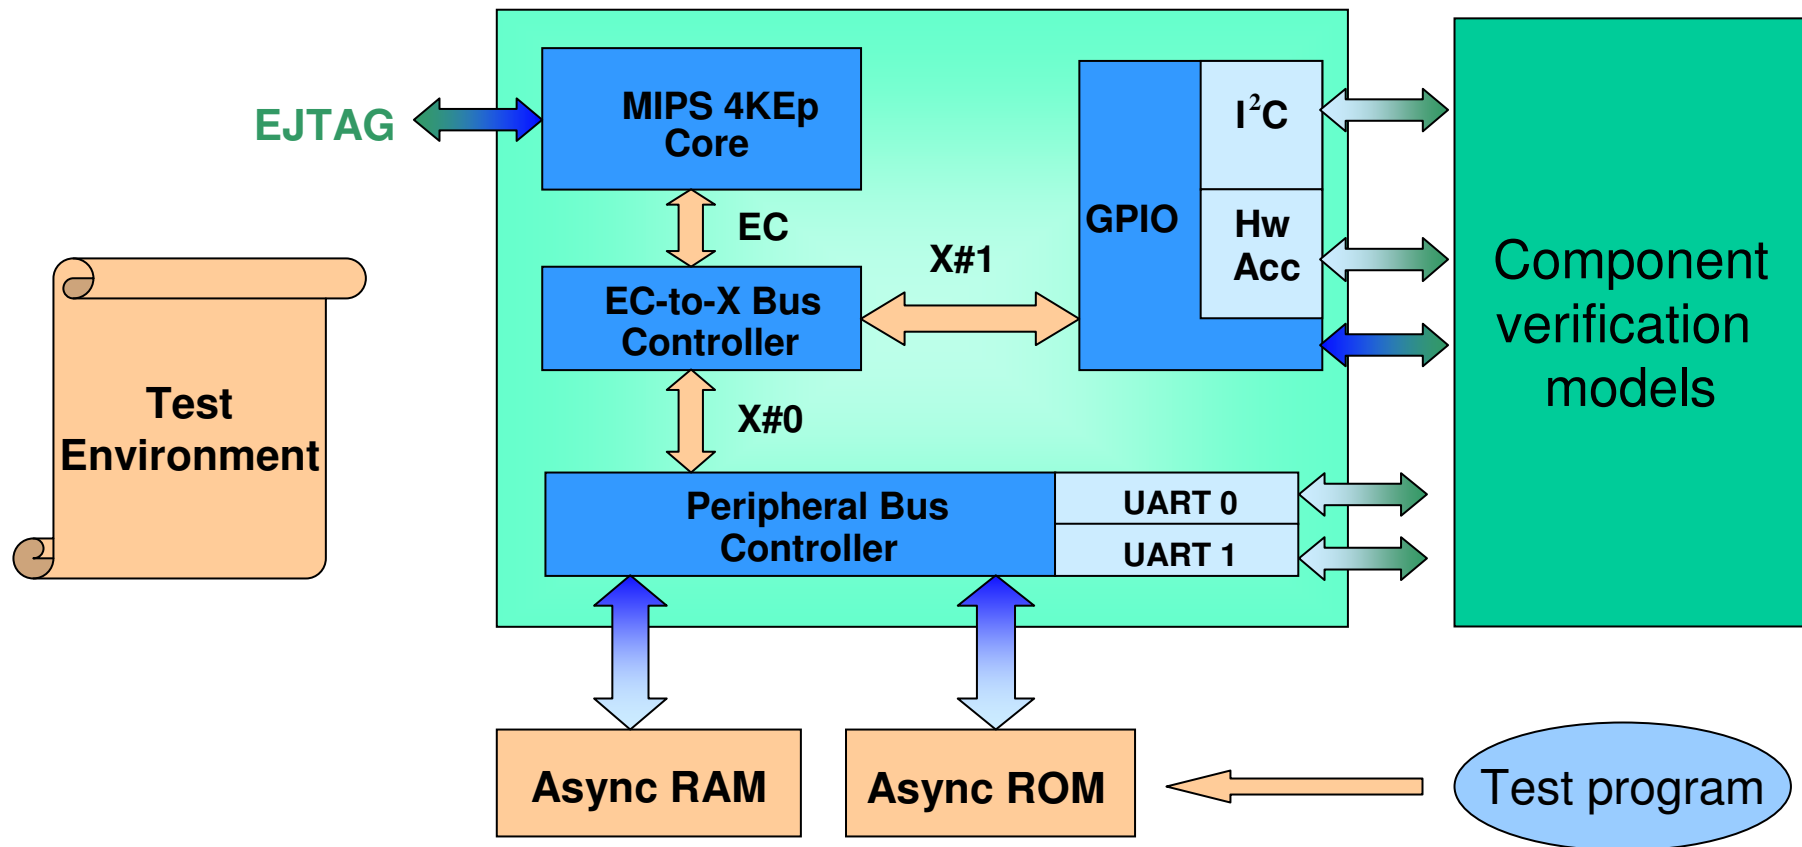 EJTAG
MIPS 4KEp
Core
I²C
EC
GPIO
Hw
Acc
X#1
EC-to-X Bus
Controller
Component
verification
models
Test
Environment
X#0
Peripheral Bus
Controller
UART 0
UART 1
Async RAM
Async ROM
Test program